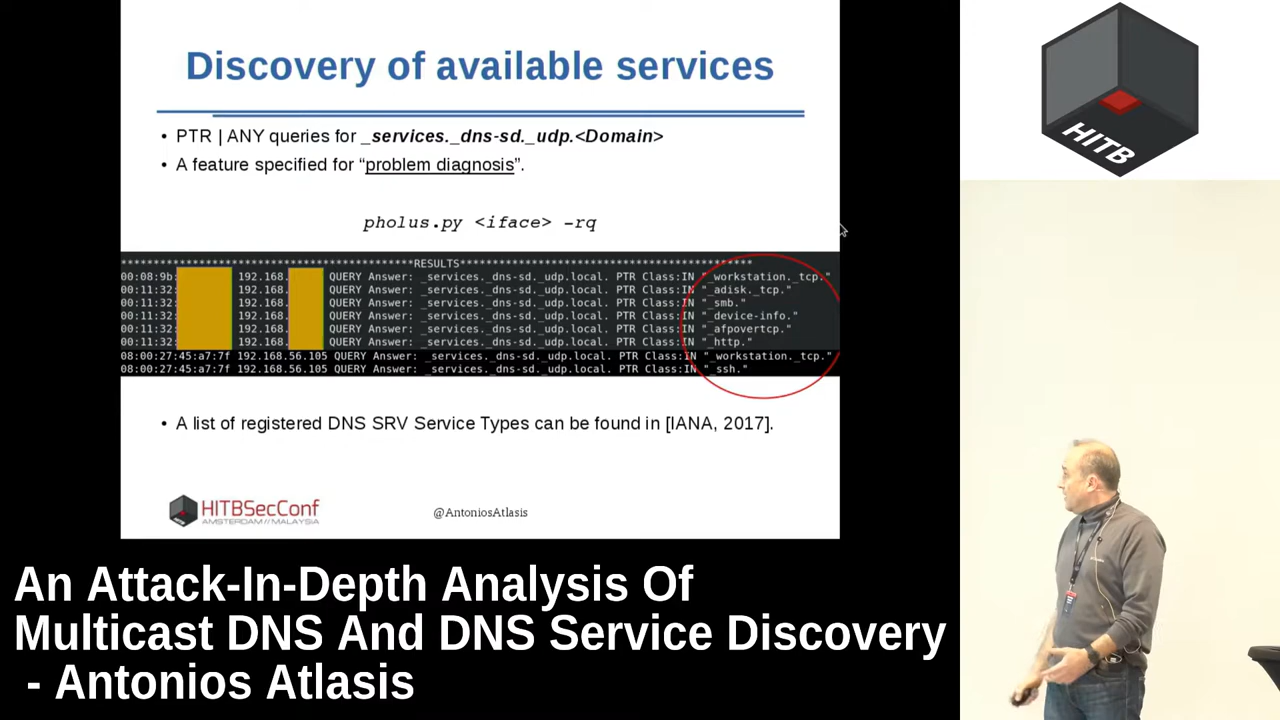 Discovery of available services
• PTR | ANY queries for _services._dns-sd._udp.<Domain>
• A feature specified for “problem diagnosis”.
pholus.py <iface> -rq
*******************************************RESULTS*******************************************
00:08:9b: 192.168. QUERY Answer: _services._dns-sd._udp.local. PTR Class:IN "_workstation._tcp."
00:11:32: 192.168. QUERY Answer: _services._dns-sd._udp.local. PTR Class:IN "_adisk._tcp."
00:11:32: 192.168. QUERY Answer: _services._dns-sd._udp.local. PTR Class:IN "_smb."
00:11:32: 192.168. QUERY Answer: _services._dns-sd._udp.local. PTR Class:IN "_device-info."
00:11:32: 192.168. QUERY Answer: _services._dns-sd._udp.local. PTR Class:IN "_afpovertcp."
00:11:32: 192.168. QUERY Answer: _services._dns-sd._udp.local. PTR Class:IN "_http."
08:00:27:45:a7:7f 192.168.56.105 QUERY Answer: _services._dns-sd._udp.local. PTR Class:IN "_workstation._tcp."
08:00:27:45:a7:7f 192.168.56.105 QUERY Answer: _services._dns-sd._udp.local. PTR Class:IN "_ssh."
• A list of registered DNS SRV Service Types can be found in [IANA, 2017].
HITB
HITBSecConf
AMSTERDAM // MALAYSIA
@AntoniosAtlasis
HITB
An Attack-In-Depth Analysis Of
Multicast DNS And DNS Service Discovery
- Antonios Atlasis